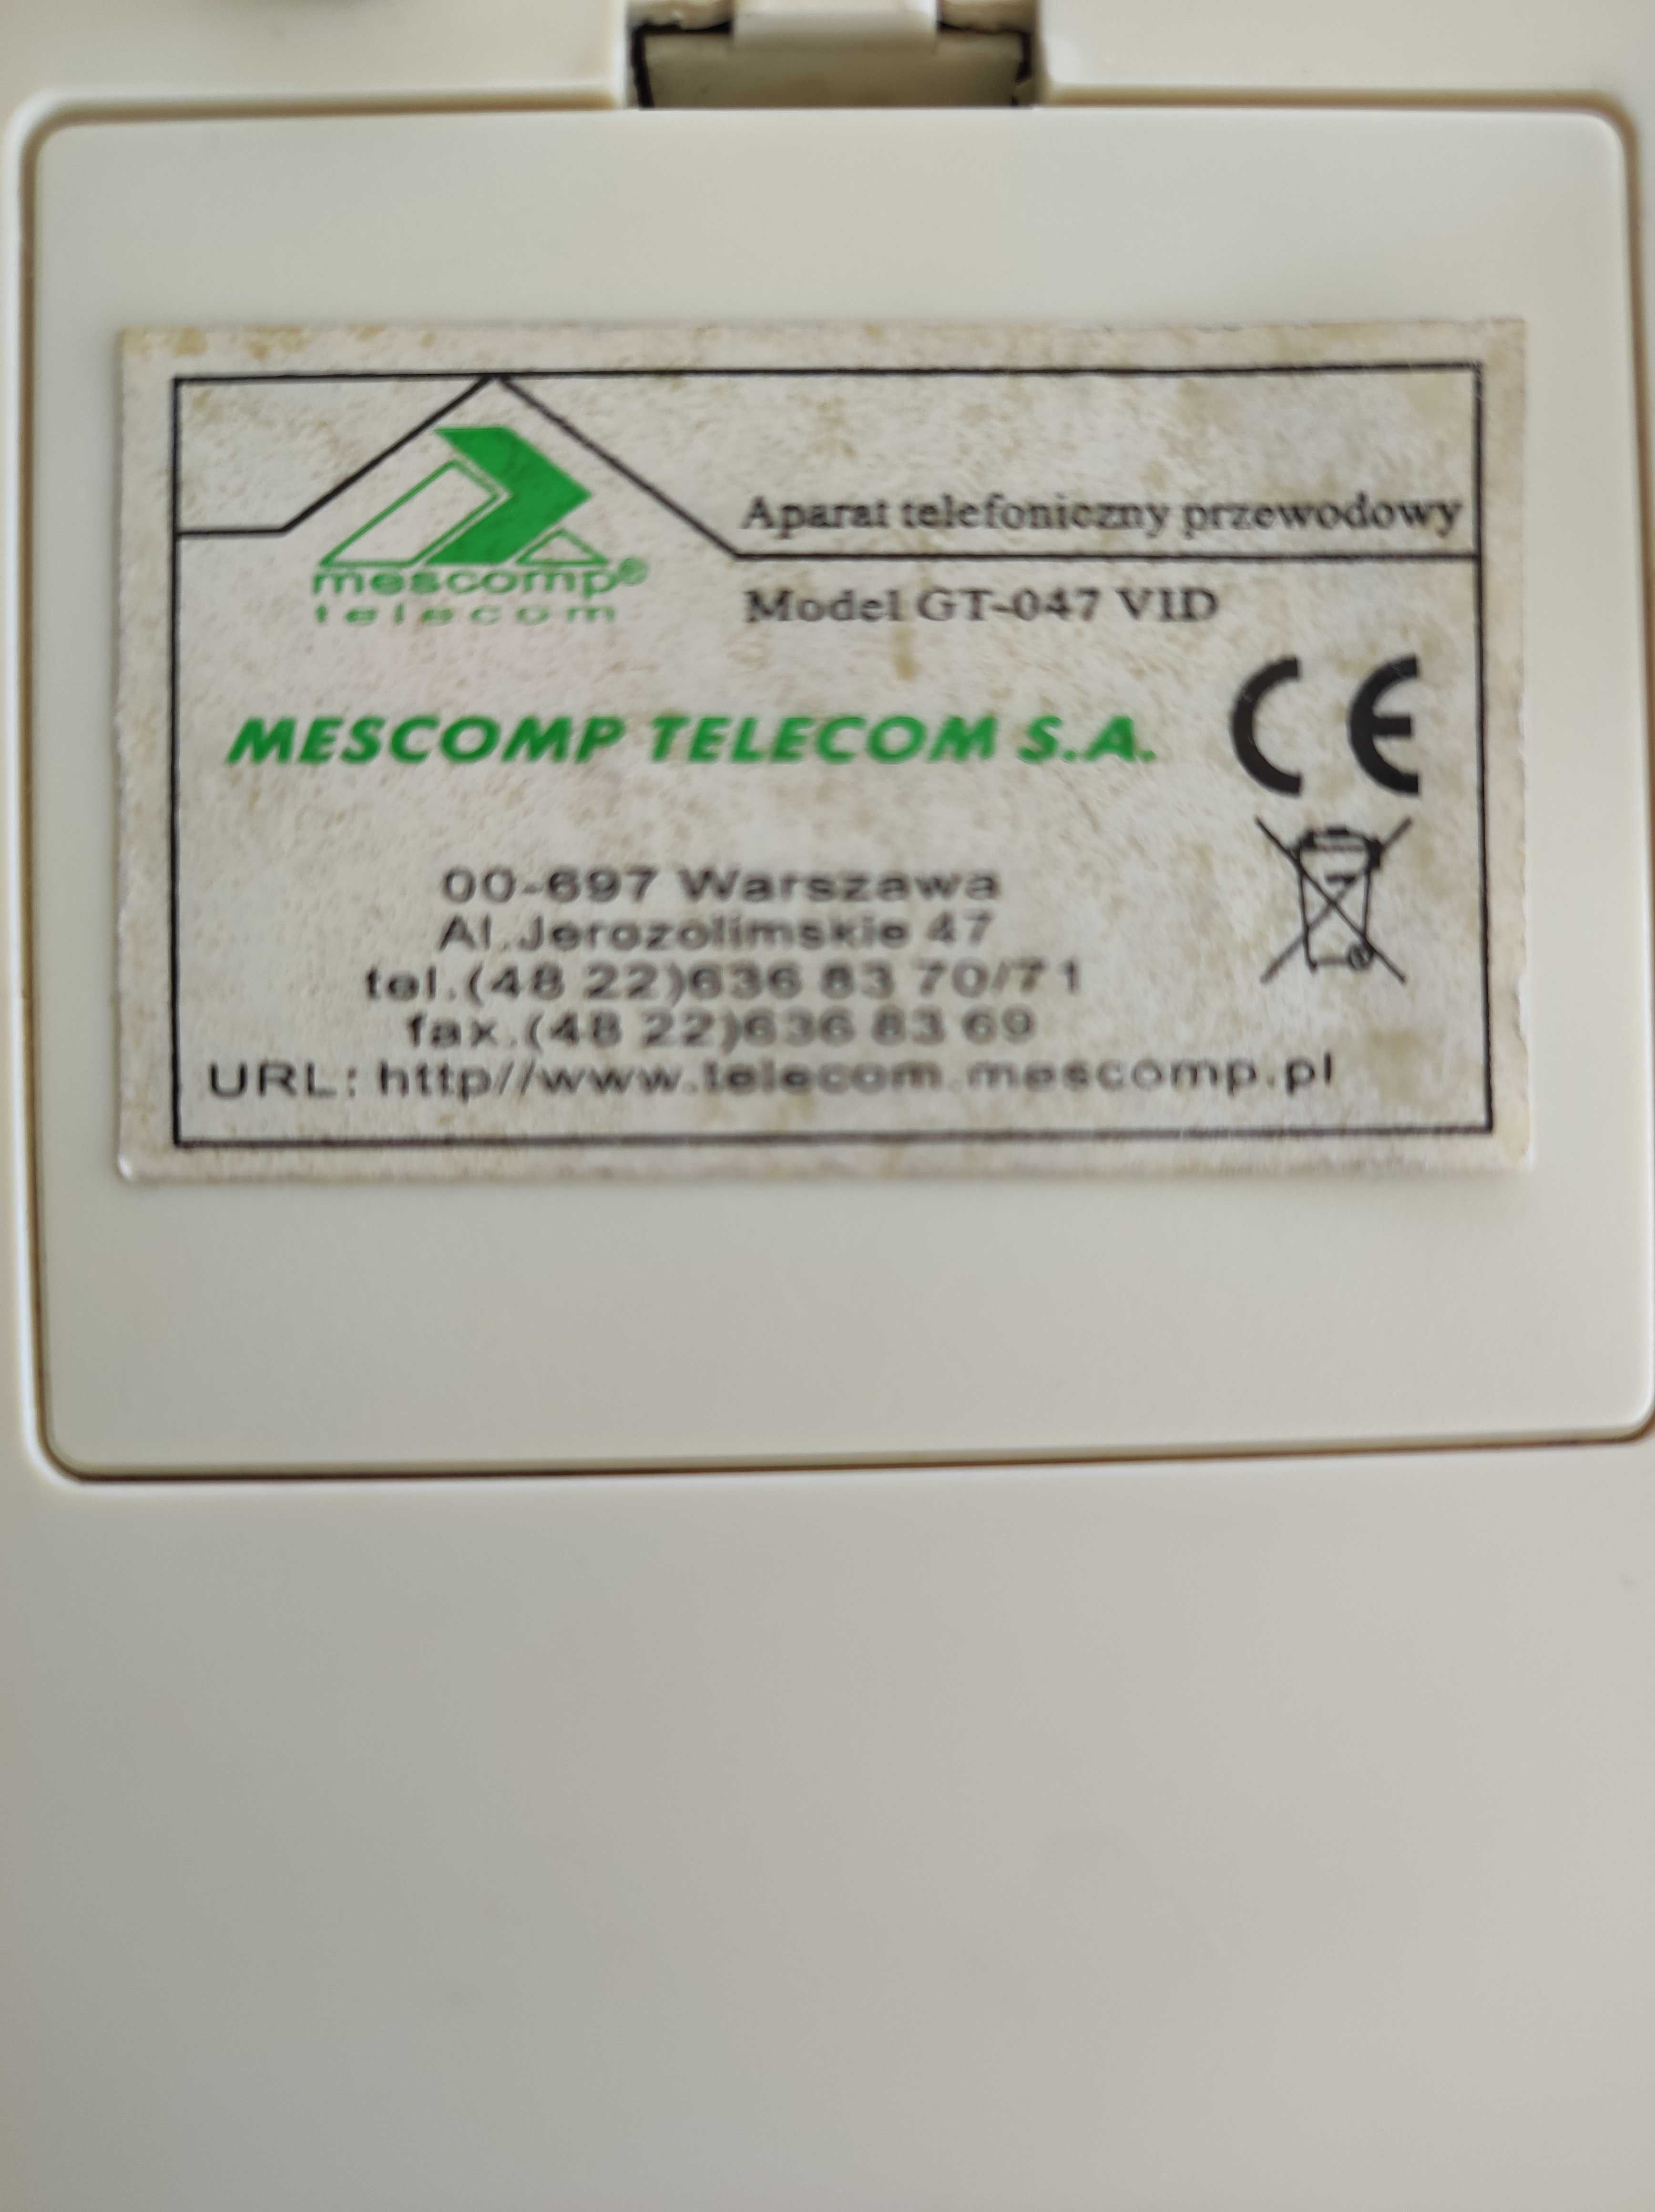 Aparat telefoniczny przewodowy
mescomp®
telecom
Model GT-047 VID
MESCOMP TELECOM S.A.
CE
00-697 Warszawa
Al.Jerozolimskie 47
tel.(48 22)636 83 70/71
fax.(48 22)636 83 69
URL: http//www.telecom.mescomp.pl